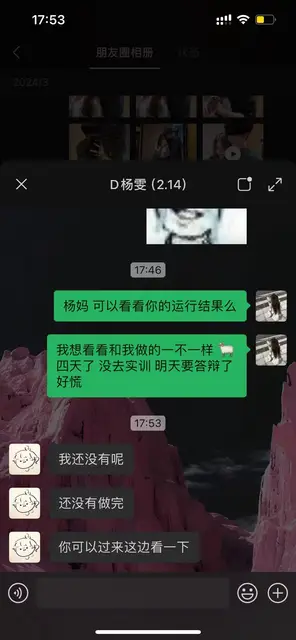 17:53
朋友圈相册
2024/3
D杨雯 (2.14)
17:46
杨妈 可以看看你的运行结果么
我想看看和我做的一不一样
四天了 没去实训 明天要答辩了
好慌
17:53
我还没有呢
还没有做完
你可以过来这边看一下